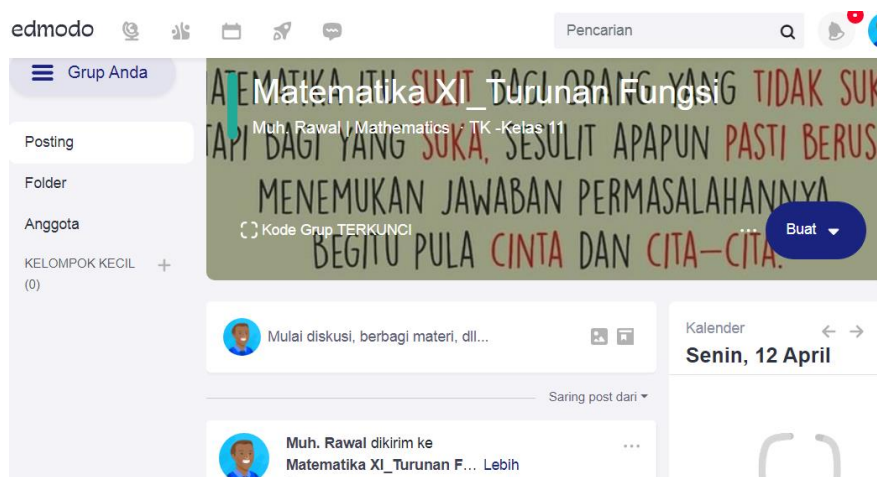 edmodo
Pencarian
Grup Anda
Posting
Folder
Anggota
KELOMPOK KECIL +
(0)
MATEMATIKA ITU SULIT BAGI ORANG YANG TIDAK SUK
TAPI BAGI YANG SUKA, SESULIT APAPUN PASTI BERUS
MENEMUKAN JAWABAN PERMASALAHANNYA
BEGITU PULA CINTA DAN CITA-CITA.
Matematika XI_Turunan Fungsi
Muh. Rawal | Mathematics · TK -Kelas 11
Kode Grup TERKUNCI
... Buat
Mulai diskusi, berbagi materi, dll...
Saring post dari
Muh. Rawal dikirim ke ...
Matematika XI_Turunan F... Lebih
Kalender ← →
Senin, 12 April